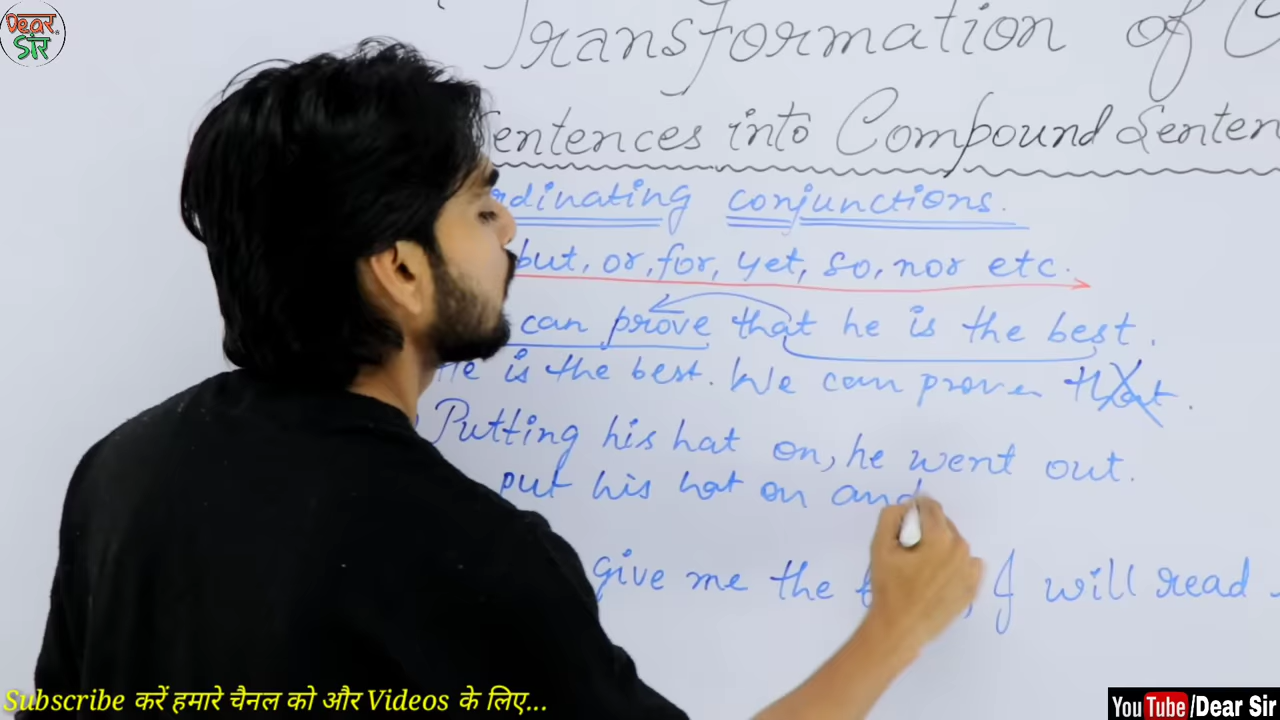 Dear
सर
Transformation of
Sentences into Compound Senten
rdinating conjunctions.
but, or, for, yet, so, nor etc.
can prove that he is the best.
He is the best. We can prove that.
Putting his hat on, he went out.
put his hat on and
give me the , I will read
Subscribe करें हमारे चैनल को और Videos के लिए...
YouTube /Dear Sir